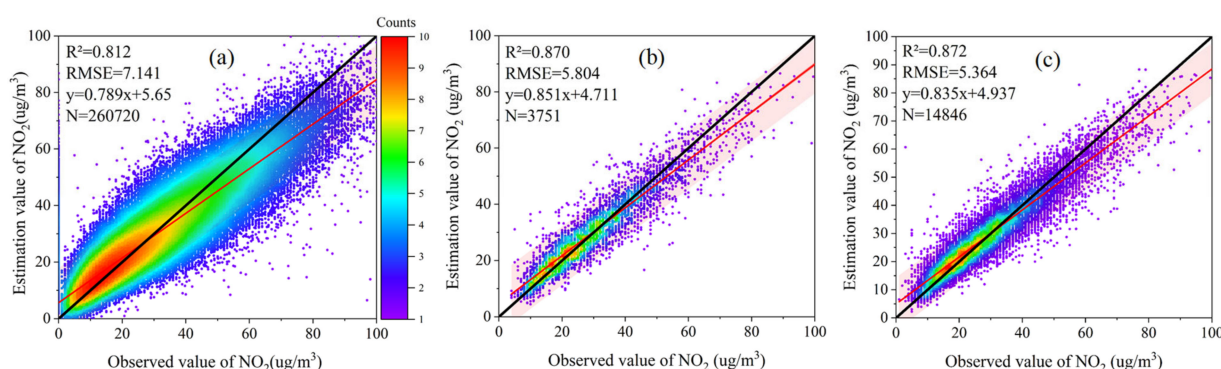 Counts
(a)
R²=0.812
RMSE=7.141
y=0.789x+5.65
N=260720
Estimation value of NO₂(ug/m³)
100
80
60
40
20
0
0 20 40 60 80 100
Observed value of NO₂(ug/m³)
10
9
8
7
6
5
4
3
2
1
(b)
R²=0.870
RMSE=5.804
y=0.851x+4.711
N=3751
Estimation value of NO₂ (ug/m³)
100
90
80
70
60
50
40
30
20
10
0
0 20 40 60 80 100
Observed value of NO₂ (ug/m³)
(c)
R²=0.872
RMSE=5.364
y=0.835x+4.937
N=14846
Estimation value of NO₂(ug/m³)
100
90
80
70
60
50
40
30
20
10
0
0 20 40 60 80 100
Observed value of NO₂ (ug/m³)